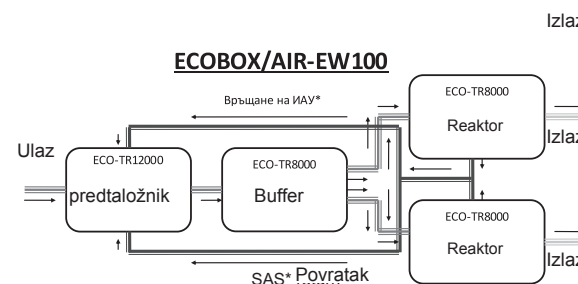 Izlaz
ECOBOX/AIR-EW100
Връщане на ИАУ*
ECO-TR8000
Reaktor
Izlaz
Ulaz
ECO-TR12000
predtaložnik
ECO-TR8000
Buffer
ECO-TR8000
Reaktor
Izlaz
SAS* Povratak